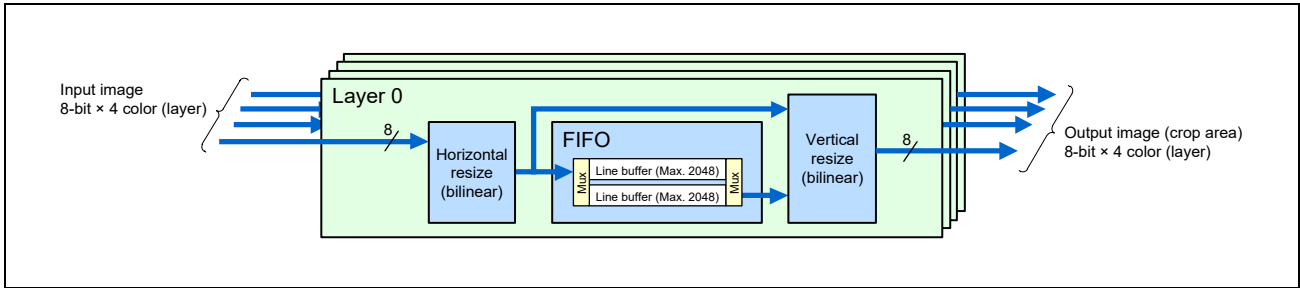 Input image
8-bit × 4 color (layer)
Layer 0
8
Horizontal
resize
(bilinear)
FIFO
Mux
Line buffer (Max. 2048)
Line buffer (Max. 2048)
Mux
Vertical
resize
(bilinear)
8
Output image (crop area)
8-bit × 4 color (layer)